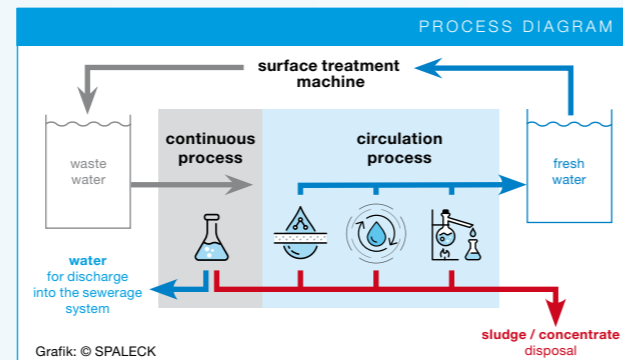 PROCESS DIAGRAM
surface treatment
machine
continuous
process
circulation
process
waste
water
fresh
water
water
for discharge
into the sewerage
system
sludge / concentrate
disposal
Grafik: © SPALECK